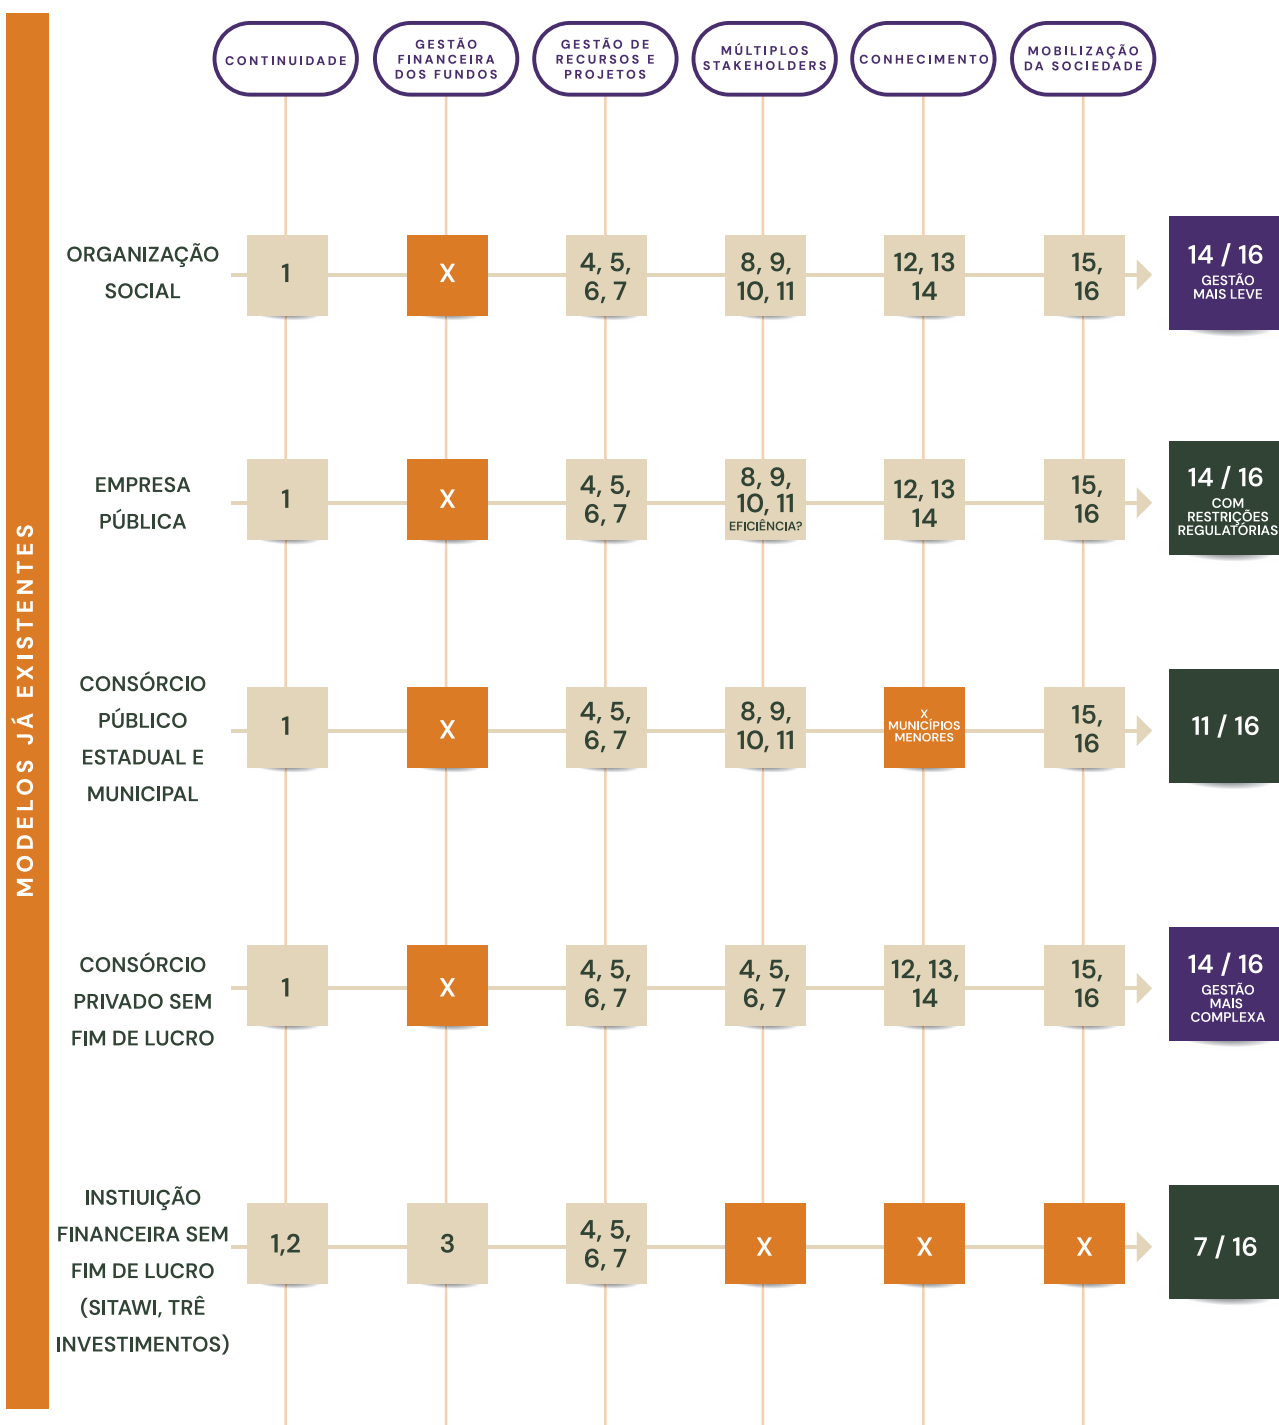 CONTINUIDADE
GESTÃO
FINANCEIRA
DOS FUNDOS
GESTÃO DE
RECURSOS E
PROJETOS
MÚLTIPLOS
STAKEHOLDERS
CONHECIMENTO
MOBILIZAÇÃO
DA SOCIEDADE
MODELOS JÁ EXISTENTES
ORGANIZAÇÃO
SOCIAL
1
X
4, 5,
6, 7
8, 9,
10, 11
12, 13
14
15,
16
14 / 16
GESTÃO
MAIS LEVE
EMPRESA
PÚBLICA
1
X
4, 5,
6, 7
8, 9,
10, 11
EFICIÊNCIA?
12, 13
14
15,
16
14 / 16
COM
RESTRIÇÕES
REGULATÓRIAS
CONSÓRCIO
PÚBLICO
ESTADUAL E
MUNICIPAL
1
X
4, 5,
6, 7
8, 9,
10, 11
X
MUNICÍPIOS
MENORES
15,
16
11 / 16
CONSÓRCIO
PRIVADO SEM
FIM DE LUCRO
1
X
4, 5,
6, 7
4, 5,
6, 7
12, 13,
14
15,
16
14 / 16
GESTÃO
MAIS
COMPLEXA
INSTIUIÇÃO
FINANCEIRA SEM
FIM DE LUCRO
(SITAWI, TRÊ
INVESTIMENTOS)
1,2
3
4, 5,
6, 7
X
X
X
7 / 16